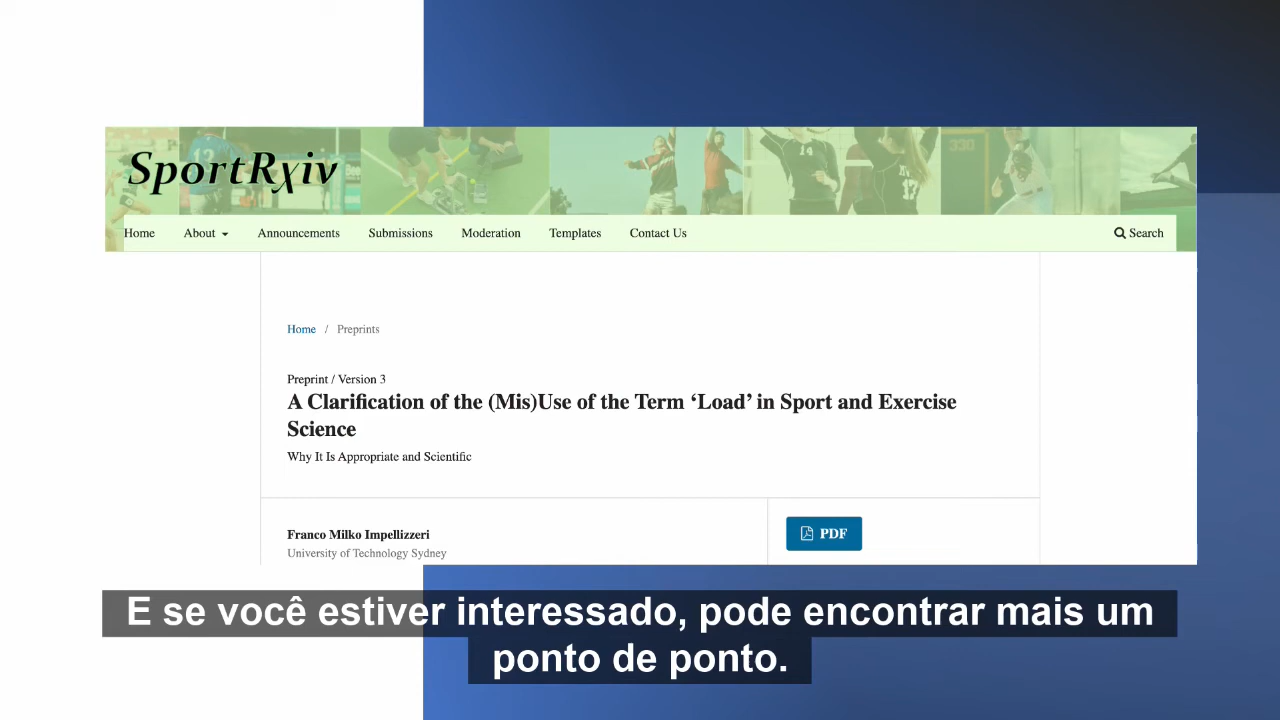 SportRχiv
Home About Announcements Submissions Moderation Templates Contact Us Search
Home / Preprints
Preprint / Version 3
A Clarification of the (Mis)Use of the Term ‘Load’ in Sport and Exercise
Science
Why It Is Appropriate and Scientific
Franco Milko Impellizzeri
University of Technology Sydney
PDF
E se você estiver interessado, pode encontrar mais um
ponto de ponto.